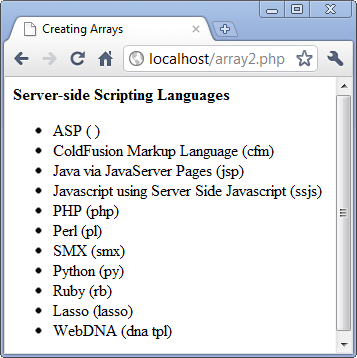 Creating Arrays
localhost/array2.php
Server-side Scripting Languages
ASP ( )
ColdFusion Markup Language (cfm)
Java via JavaServer Pages (jsp)
Javascript using Server Side Javascript (ssjs)
PHP (php)
Perl (pl)
SMX (smx)
Python (py)
Ruby (rb)
Lasso (lasso)
WebDNA (dna tpl)